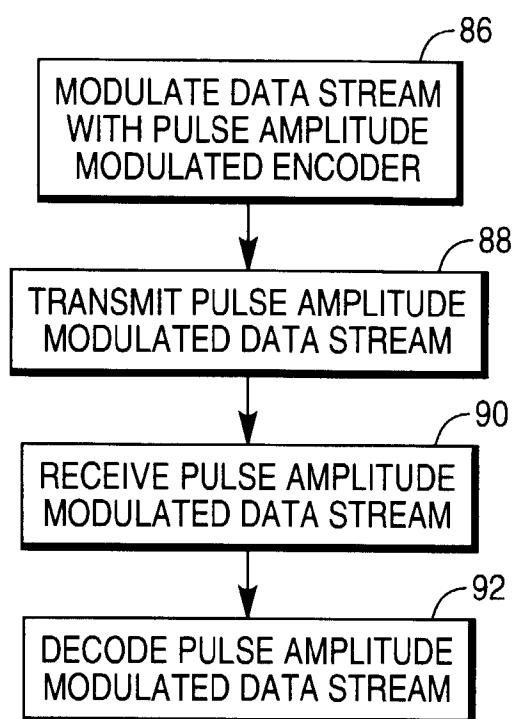 86
MODULATE DATA STREAM
WITH PULSE AMPLITUDE
MODULATED ENCODER
88
TRANSMIT PULSE AMPLITUDE
MODULATED DATA STREAM
90
RECEIVE PULSE AMPLITUDE
MODULATED DATA STREAM
92
DECODE PULSE AMPLITUDE
MODULATED DATA STREAM